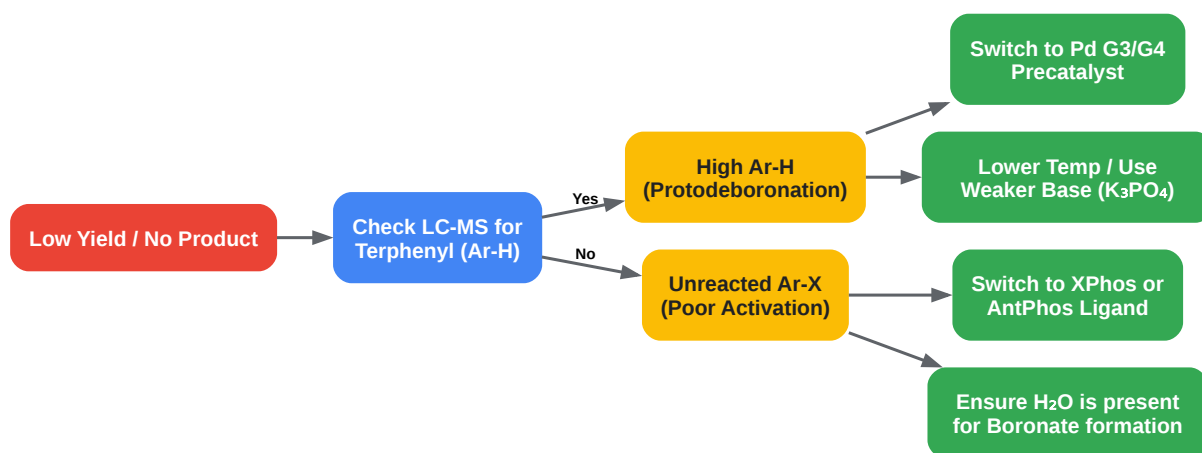 Low Yield / No Product
Check LC-MS for
Terphenyl (Ar-H)
Yes
No
High Ar-H
(Protodeboronation)
Unreacted Ar-X
(Poor Activation)
Switch to Pd G3/G4
Precatalyst
Lower Temp / Use
Weaker Base (K₃PO₄)
Switch to XPhos or
AntPhos Ligand
Ensure H₂O is present
for Boronate formation